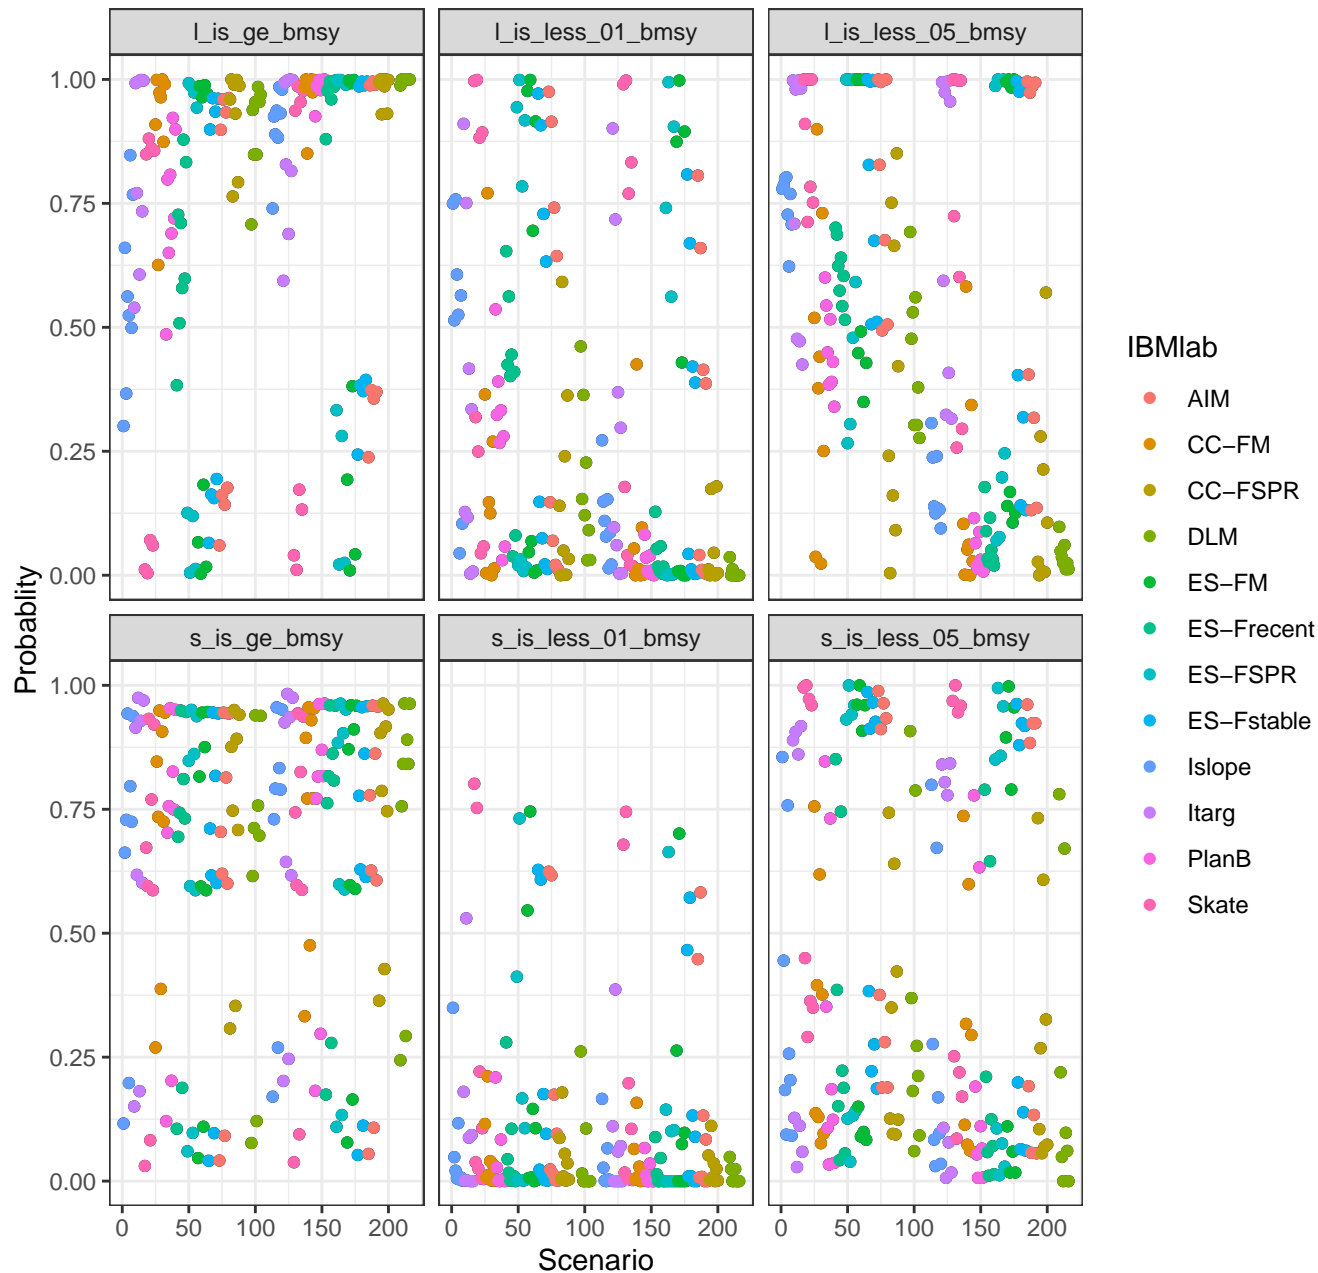 l_is_ge_bmsy
l_is_less_01_bmsy
l_is_less_05_bmsy
1.00
0.75
0.50
0.25
0.00
s_is_ge_bmsy
s_is_less_01_bmsy
s_is_less_05_bmsy
1.00
0.75
0.50
0.25
0.00
0 50 100 150 200
0 50 100 150 200
0 50 100 150 200
Scenario
Probablity
IBMlab
AIM
CC−FM
CC−FSPR
DLM
ES−FM
ES−Frecent
ES−FSPR
ES−Fstable
Islope
Itarg
PlanB
Skate